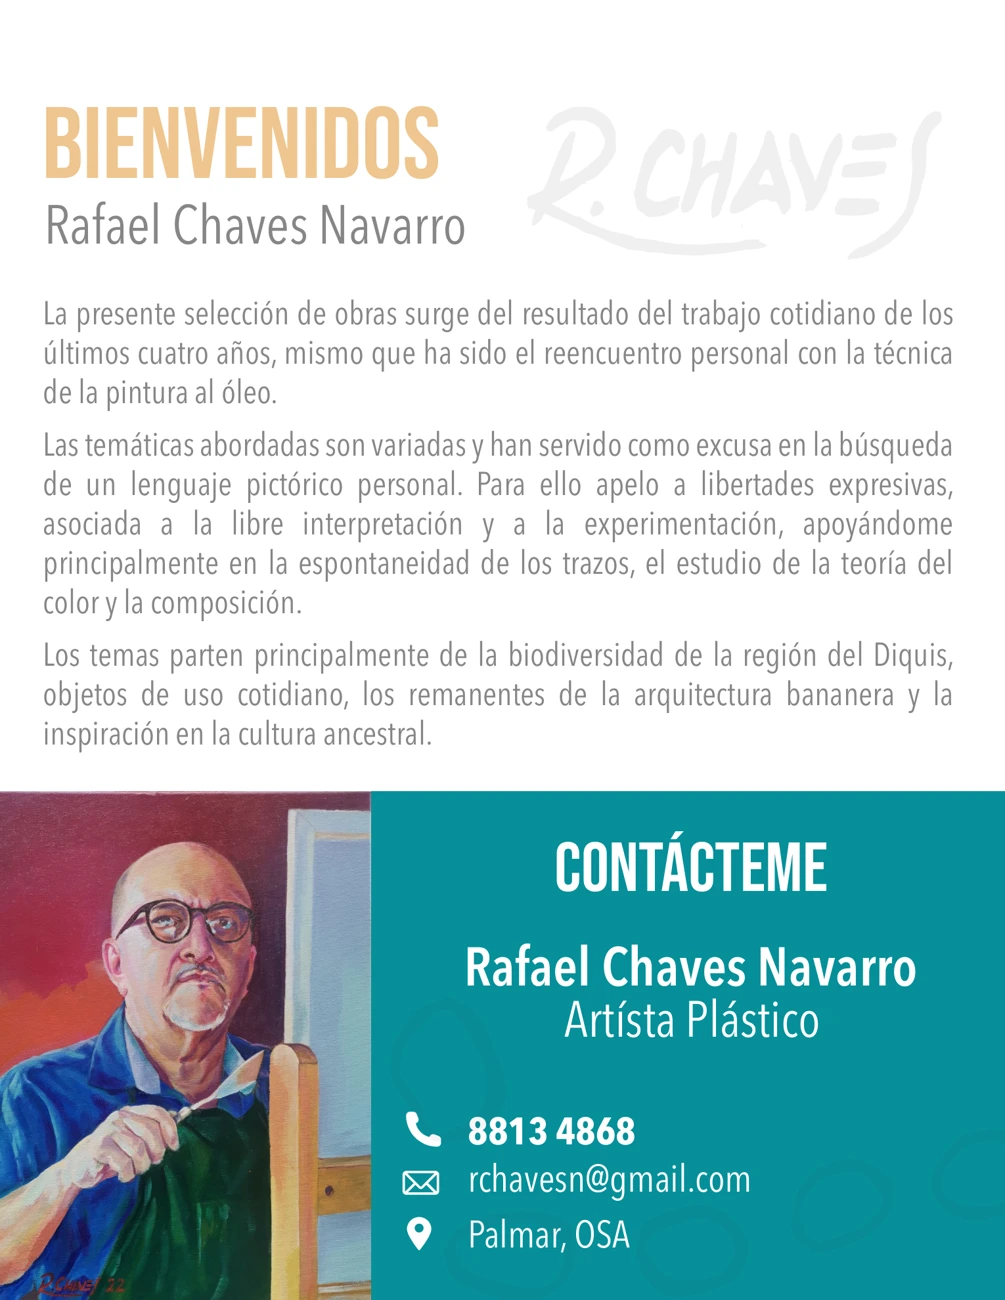 BIENVENIDOS
R. CHAVES
Rafael Chaves Navarro
La presente selección de obras surge del resultado del trabajo cotidiano de los
últimos cuatro años, mismo que ha sido el reencuentro personal con la técnica
de la pintura al óleo.
Las temáticas abordadas son variadas y han servido como excusa en la búsqueda
de un lenguaje pictórico personal. Para ello apelo a libertades expresivas,
asociada a la libre interpretación y a la experimentación, apoyándome
principalmente en la espontaneidad de los trazos, el estudio de la teoría del
color y la composición.
Los temas parten principalmente de la biodiversidad de la región del Diquis,
objetos de uso cotidiano, los remanentes de la arquitectura bananera y la
inspiración en la cultura ancestral.
CONTÁCTEME
Rafael Chaves Navarro
Artísta Plástico
8813 4868
rchavesn@gmail.com
Palmar, OSA
R. CHAVES 22